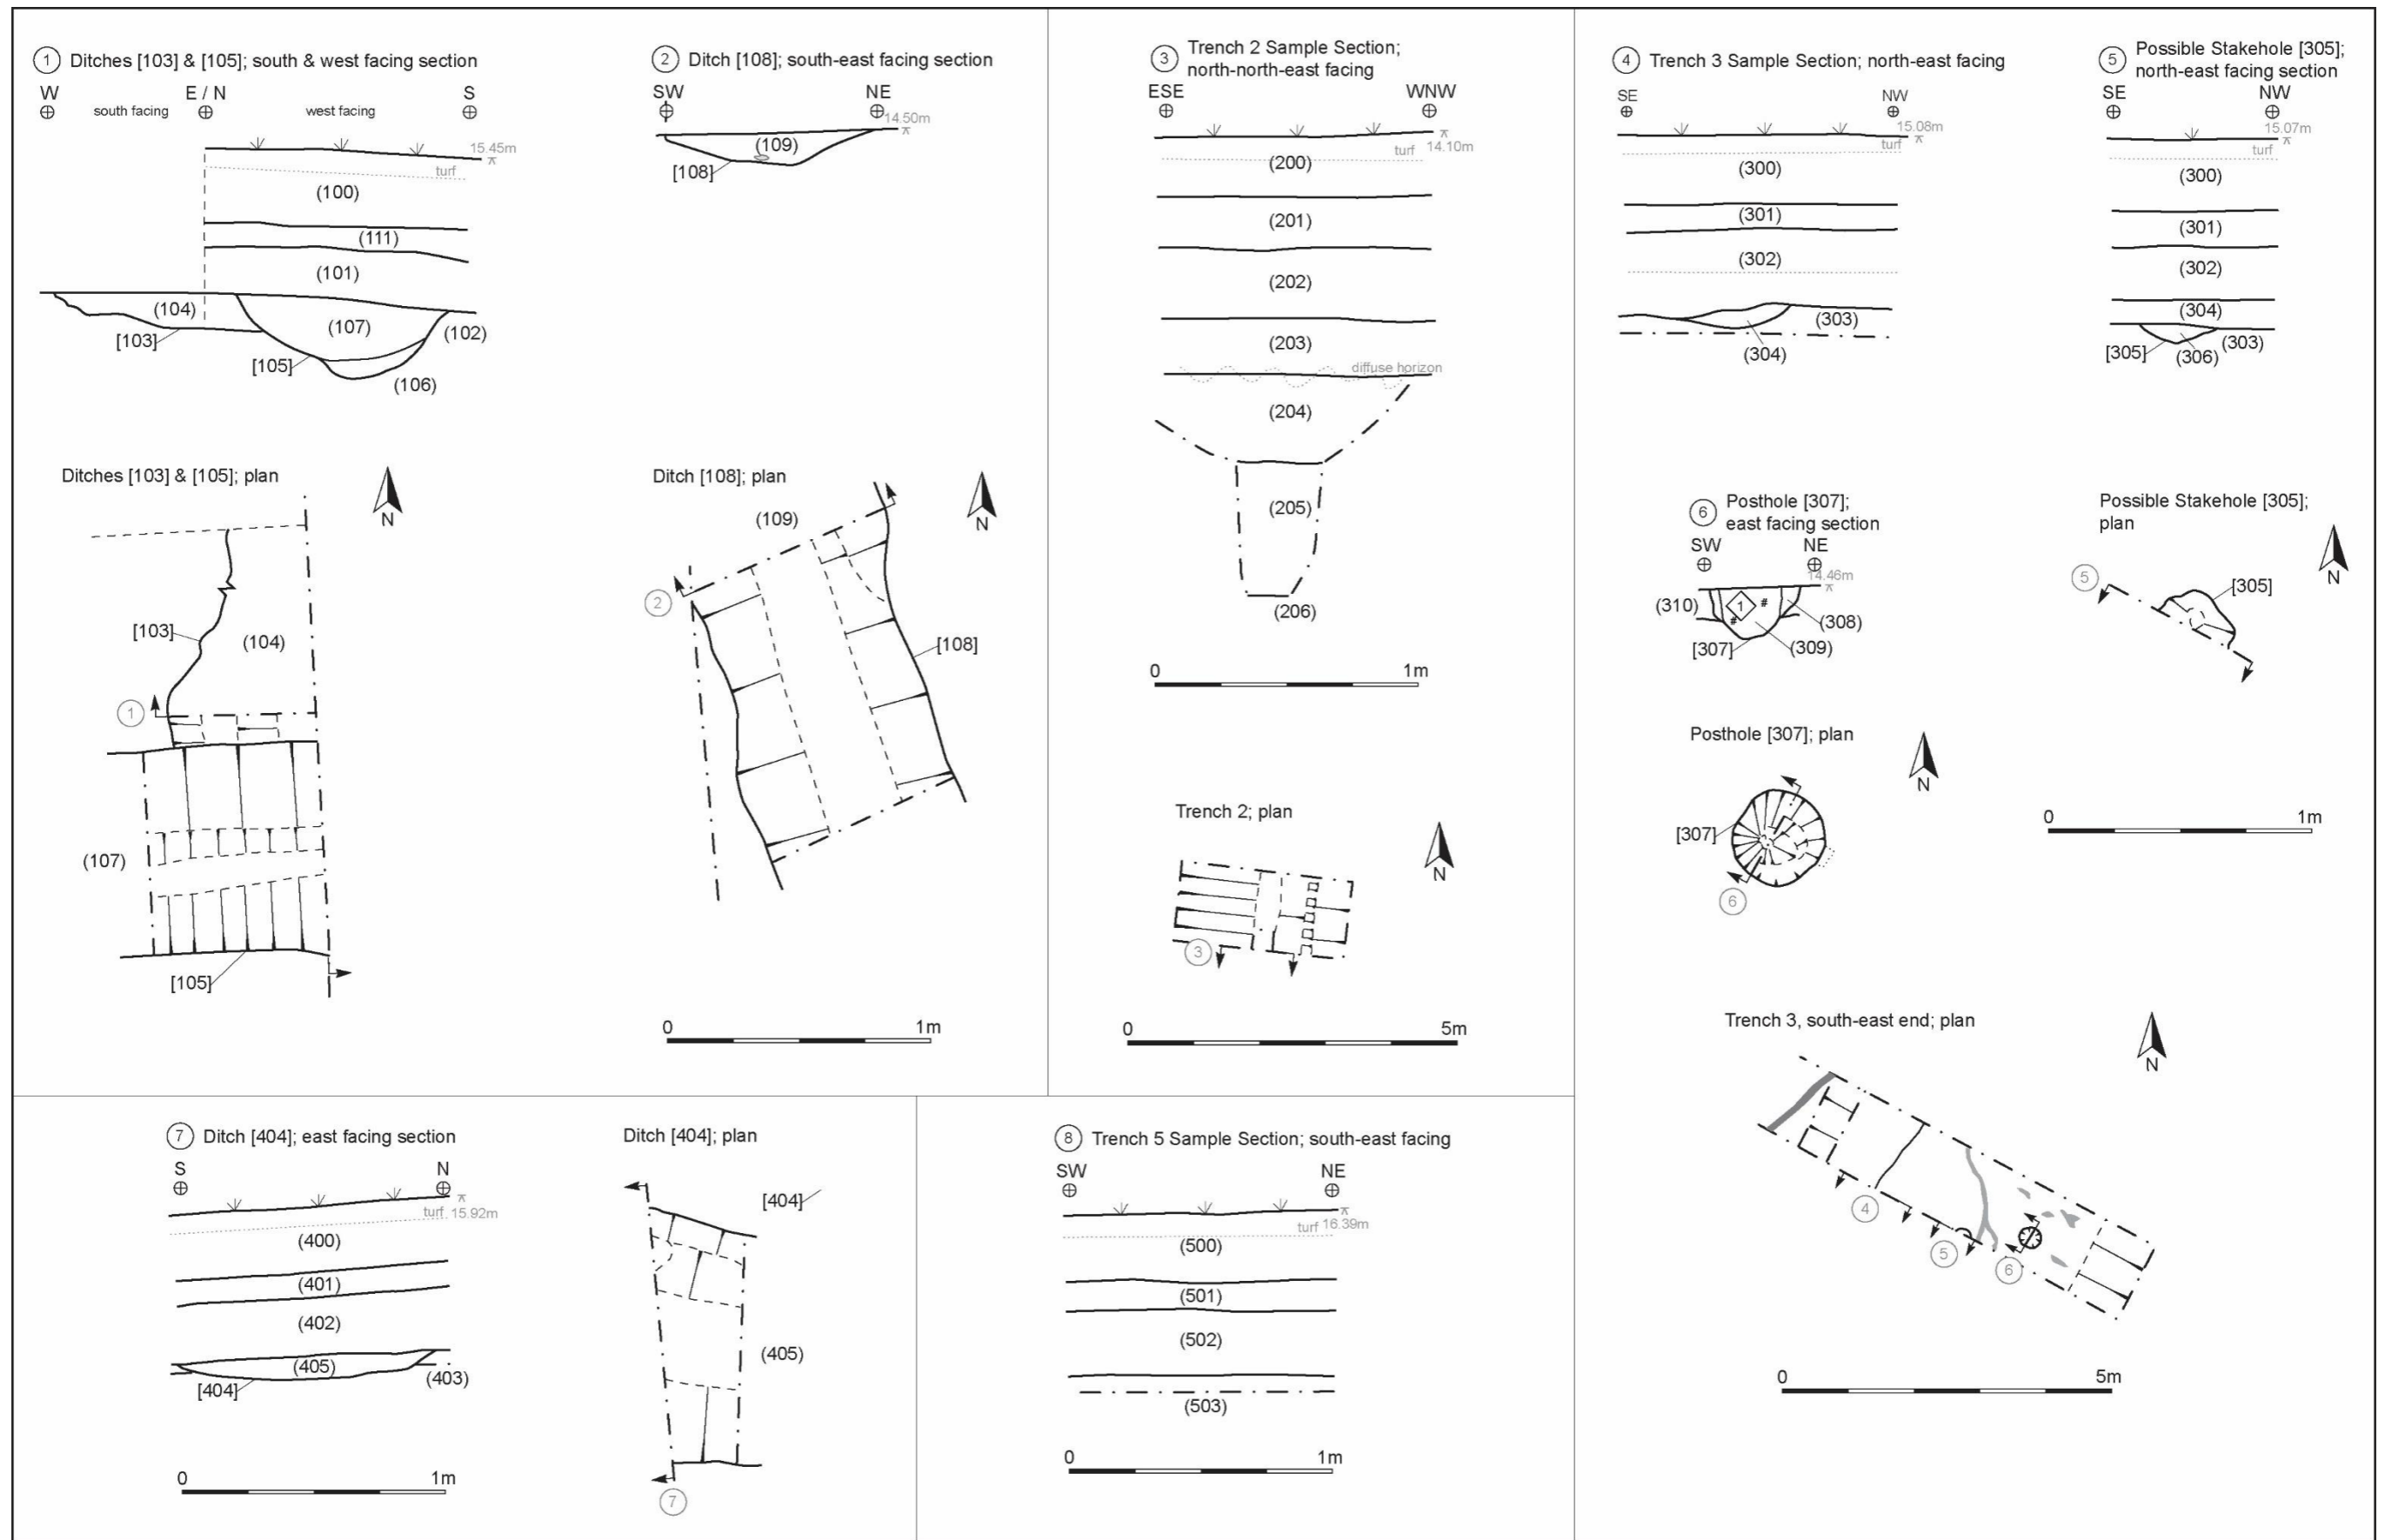 1 Ditches [103] & [105]; south & west facing section
W E / N S
south facing west facing
15.45m
turf
(100)
(111)
(101)
(104)
(107)
(102)
[103]
[105]
(106)
2 Ditch [108]; south-east facing section
SW NE
14.50m
(109)
[108]
Ditches [103] & [105]; plan
N
[103]
(104)
1
(107)
[105]
Ditch [108]; plan
N
(109)
2
[108]
0 1m
3 Trench 2 Sample Section;
north-north-east facing
ESE WNW
turf 14.10m
(200)
(201)
(202)
(203)
diffuse horizon
(204)
(205)
(206)
0 1m
Trench 2; plan
N
3
0 5m
4 Trench 3 Sample Section; north-east facing
SE NW
15.08m
turf
(300)
(301)
(302)
(303)
(304)
5 Possible Stakehole [305];
north-east facing section
SE NW
15.07m
turf
(300)
(301)
(302)
(304)
[305] (306) (303)
6 Posthole [307];
east facing section
SW NE
14.46m
(310) 1 # #
(308)
[307] (309)
Possible Stakehole [305];
plan
N
5
[305]
Posthole [307]; plan
N
[307]
6
0 1m
Trench 3, south-east end; plan
N
4
5
6
0 5m
7 Ditch [404]; east facing section
S N
turf 15.92m
(400)
(401)
(402)
(405)
[404] (403)
0 1m
Ditch [404]; plan
[404]
(405)
7
8 Trench 5 Sample Section; south-east facing
SW NE
turf 16.39m
(500)
(501)
(502)
(503)
0 1m